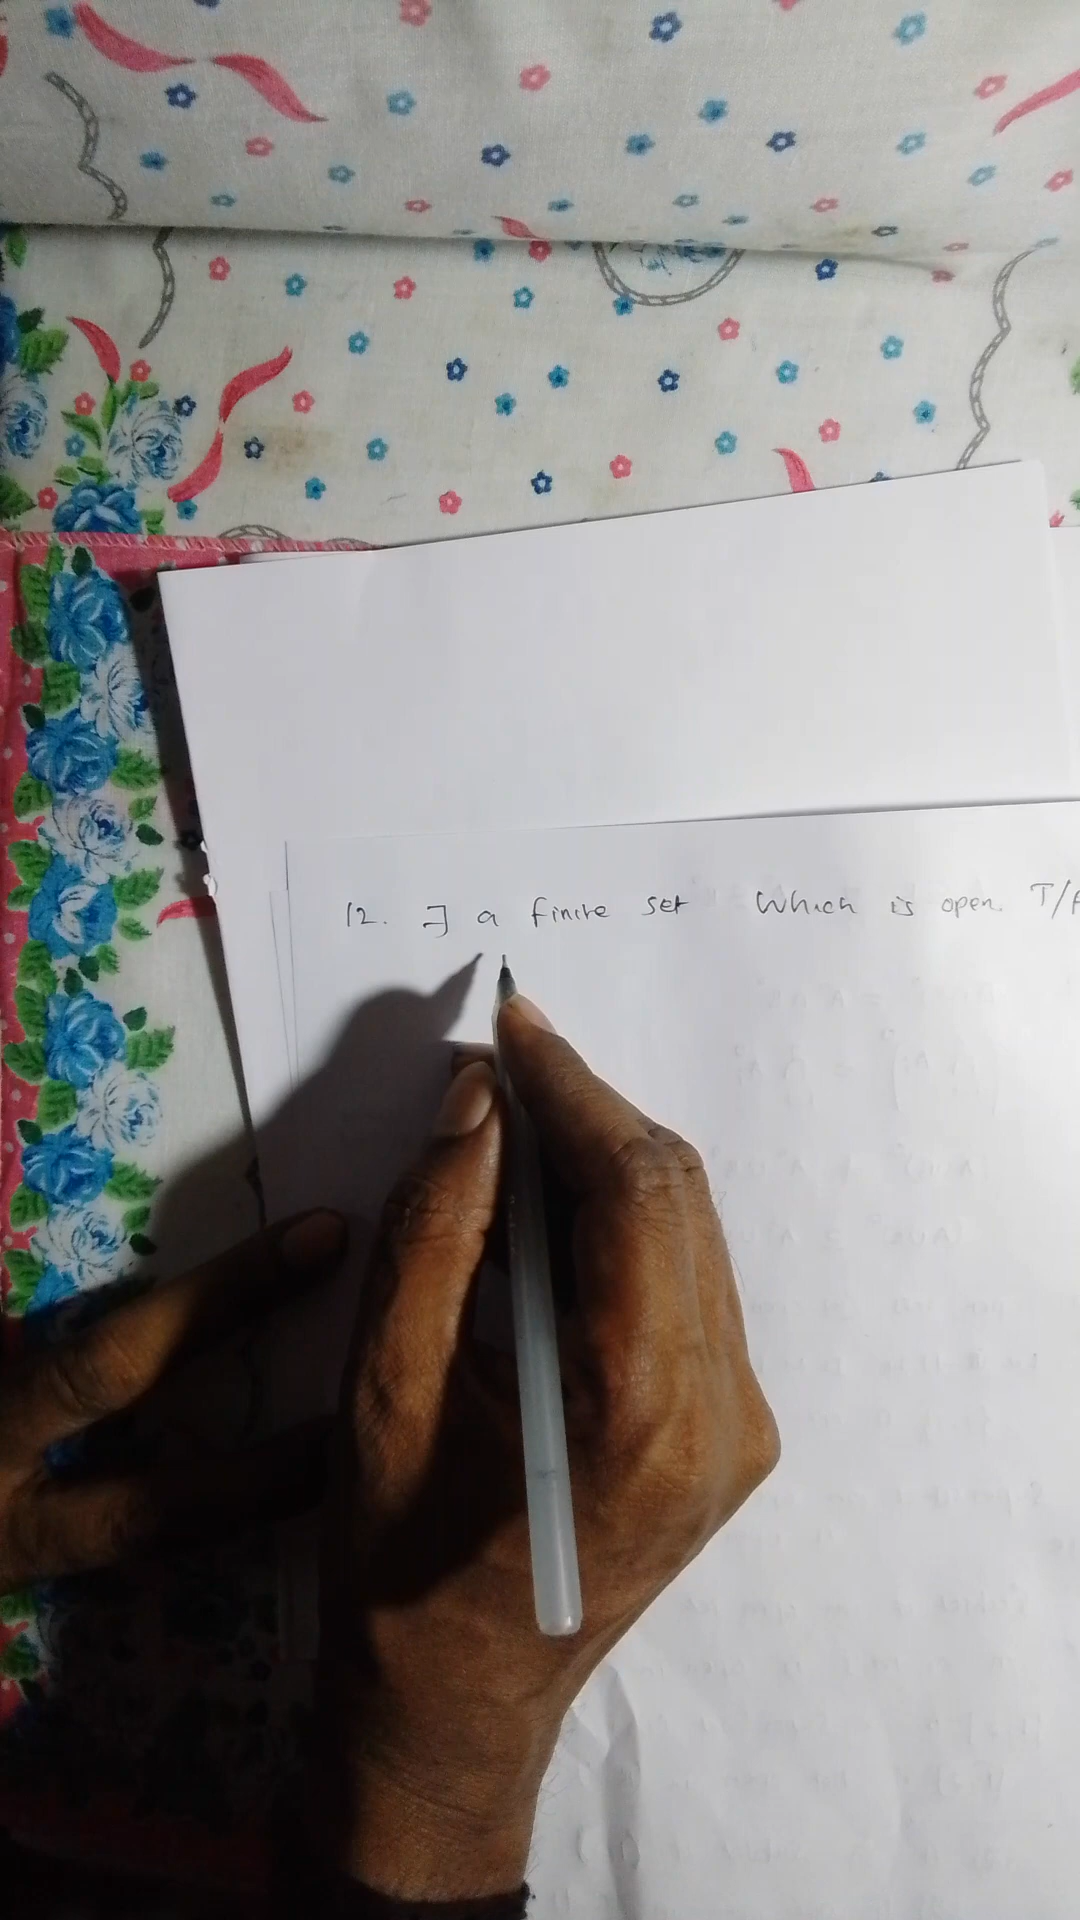 12. ∃ a finite set which is open. T/F